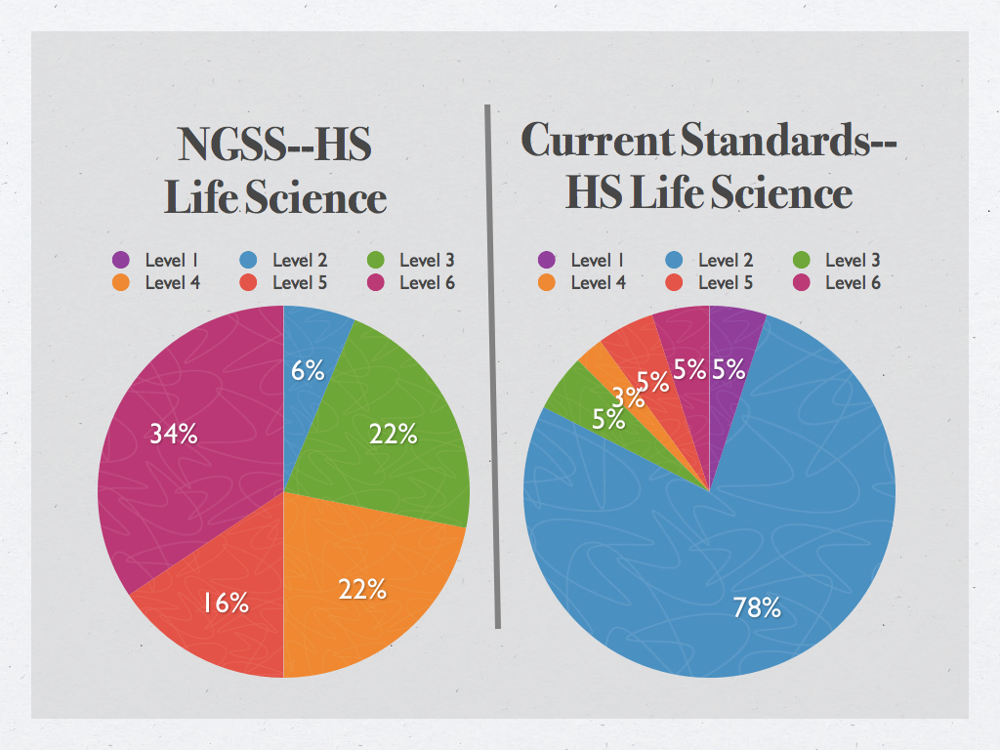 NGSS--HS
Life Science
Level 1 Level 2 Level 3
Level 4 Level 5 Level 6
6%
22%
22%
16%
34%
Current Standards--
HS Life Science
Level 1 Level 2 Level 3
Level 4 Level 5 Level 6
5%
78%
5%
3%
5%
5%